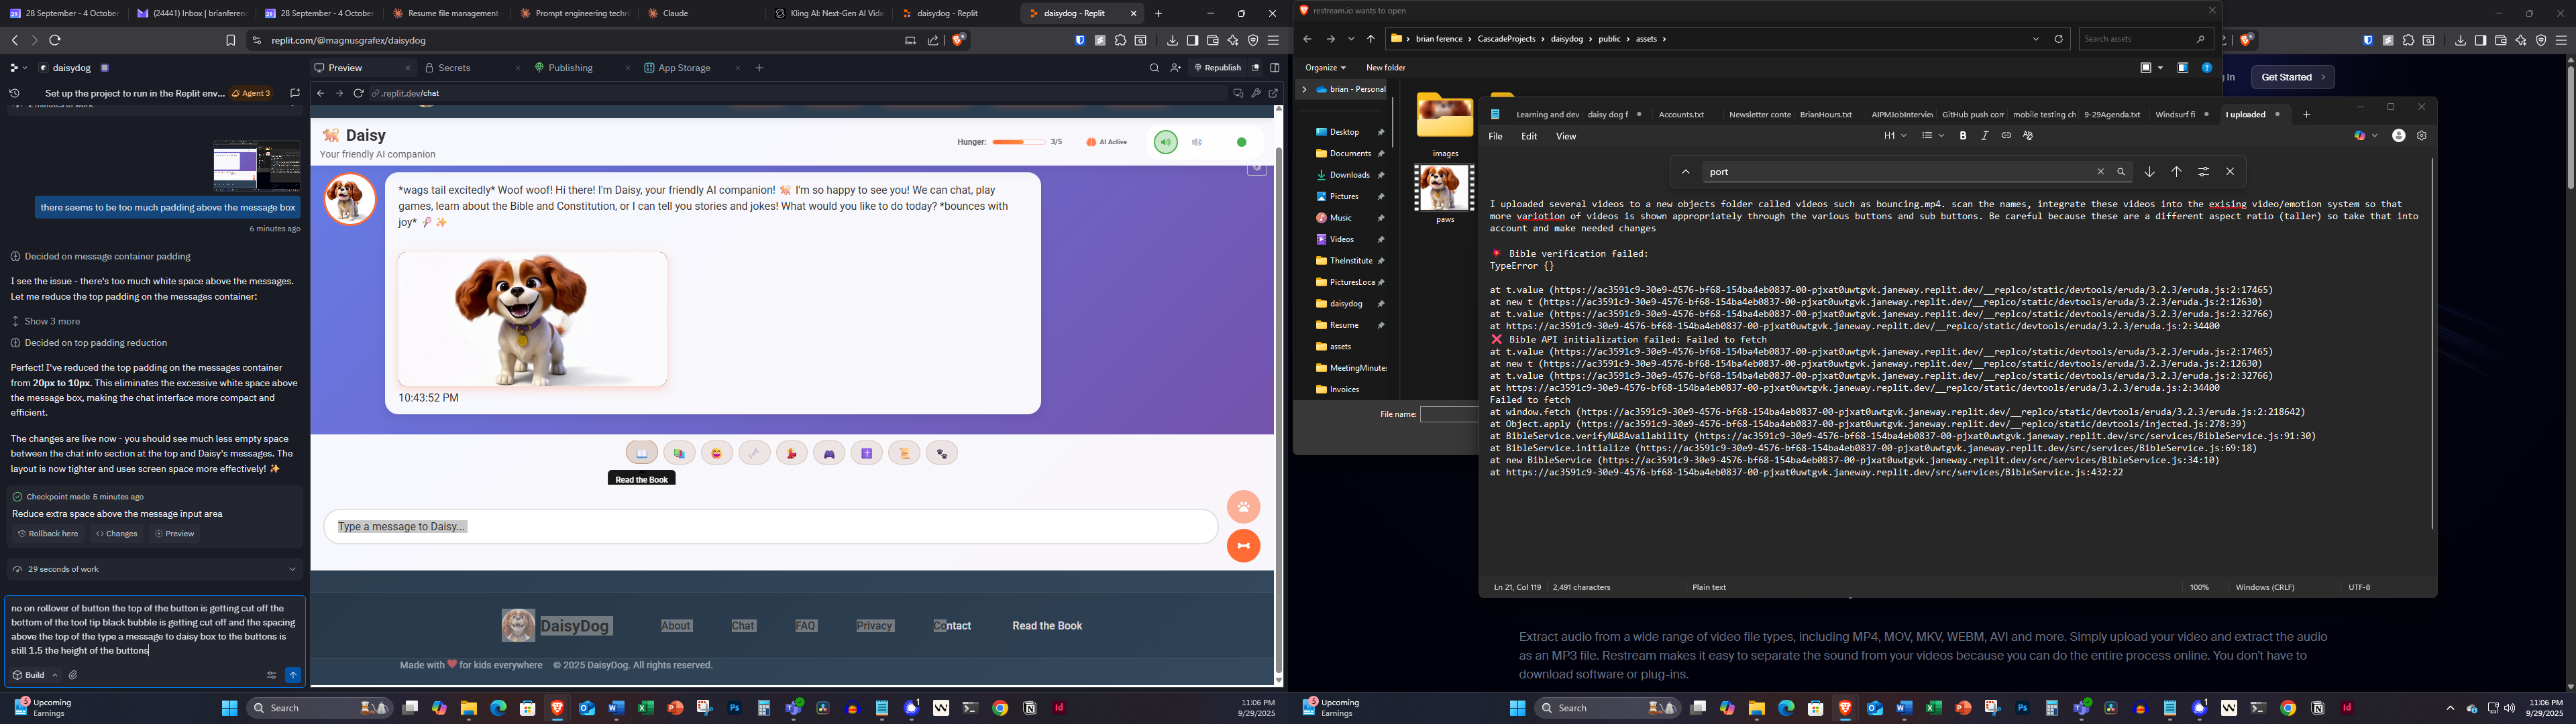 28 September - 4 October
(24441) Inbox | brianferenc
28 September - 4 October
Resume file management
Prompt engineering techn
Claude
Kling AI: Next-Gen AI Vide
daisydog - Replit
daisydog - Replit
replit.com/@magnusgrafex/daisydog
daisydog
Preview
Secrets
Publishing
App Storage
Republish
Set up the project to run in the Replit env...
Agent 3
.replit.dev/chat
2 minutes of work
there seems to be too much padding above the message box
6 minutes ago
Decided on message container padding
I see the issue - there's too much white space above the messages.
Let me reduce the top padding on the messages container:
Show 3 more
Decided on top padding reduction
Perfect! I've reduced the top padding on the messages container
from 20px to 10px. This eliminates the excessive white space above
the message box, making the chat interface more compact and
efficient.
The changes are live now - you should see much less empty space
between the chat info section at the top and Daisy's messages. The
layout is now tighter and uses screen space more effectively! ✨
Checkpoint made 5 minutes ago
Reduce extra space above the message input area
Rollback here
Changes
Preview
29 seconds of work
no on rollover of button the top of the button is getting cut off the
bottom of the tool tip black bubble is getting cut off and the spacing
above the top of the type a message to daisy box to the buttons is
still 1.5 the height of the buttons
Build
Daisy
Your friendly AI companion
Hunger:
3/5
AI Active
*wags tail excitedly* Woof woof! Hi there! I'm Daisy, your friendly AI companion! 🐕 I'm so happy to see you! We can chat, play
games, learn about the Bible and Constitution, or I can tell you stories and jokes! What would you like to do today? *bounces with
joy* 🎾 ✨
10:43:52 PM
Read the Book
Type a message to Daisy...
DaisyDog
About
Chat
FAQ
Privacy
Contact
Read the Book
Made with ❤️ for kids everywhere
© 2025 DaisyDog. All rights reserved.
Upcoming
Earnings
Search
11:06 PM
9/29/2025
restream.io wants to open
brian ference
CascadeProjects
daisydog
public
assets
Search assets
Organize
New folder
brian - Personal
Desktop
Documents
Downloads
Pictures
Music
Videos
TheInstitute
PicturesLoca
daisydog
Resume
assets
MeetingMinutes
Invoices
images
paws
File name:
Get Started
Learning and dev
daisy dog f
Accounts.txt
Newsletter conte
BrianHours.txt
AIPMJobInterview
GitHub push com
mobile testing ch
9-29Agenda.txt
Windsurf fi
I uploaded
File
Edit
View
H1
port
I uploaded several videos to a new objects folder called videos such as bouncing.mp4. scan the names, integrate these videos into the exising video/emotion system so that
more variotion of videos is shown appropriately through the various buttons and sub buttons. Be careful because these are a different aspect ratio (taller) so take that into
account and make needed changes
💥 Bible verification failed:
TypeError {}
at t.value (https://ac3591c9-30e9-4576-bf68-154ba4eb0837-00-pjxat0uwtgvk.janeway.replit.dev/__replco/static/devtools/eruda/3.2.3/eruda.js:2:17465)
at new t (https://ac3591c9-30e9-4576-bf68-154ba4eb0837-00-pjxat0uwtgvk.janeway.replit.dev/__replco/static/devtools/eruda/3.2.3/eruda.js:2:12630)
at t.value (https://ac3591c9-30e9-4576-bf68-154ba4eb0837-00-pjxat0uwtgvk.janeway.replit.dev/__replco/static/devtools/eruda/3.2.3/eruda.js:2:32766)
at https://ac3591c9-30e9-4576-bf68-154ba4eb0837-00-pjxat0uwtgvk.janeway.replit.dev/__replco/static/devtools/eruda/3.2.3/eruda.js:2:34400
❌ Bible API initialization failed: Failed to fetch
at t.value (https://ac3591c9-30e9-4576-bf68-154ba4eb0837-00-pjxat0uwtgvk.janeway.replit.dev/__replco/static/devtools/eruda/3.2.3/eruda.js:2:17465)
at new t (https://ac3591c9-30e9-4576-bf68-154ba4eb0837-00-pjxat0uwtgvk.janeway.replit.dev/__replco/static/devtools/eruda/3.2.3/eruda.js:2:12630)
at t.value (https://ac3591c9-30e9-4576-bf68-154ba4eb0837-00-pjxat0uwtgvk.janeway.replit.dev/__replco/static/devtools/eruda/3.2.3/eruda.js:2:32766)
at https://ac3591c9-30e9-4576-bf68-154ba4eb0837-00-pjxat0uwtgvk.janeway.replit.dev/__replco/static/devtools/eruda/3.2.3/eruda.js:2:34400
Failed to fetch
at window.fetch (https://ac3591c9-30e9-4576-bf68-154ba4eb0837-00-pjxat0uwtgvk.janeway.replit.dev/__replco/static/devtools/eruda/3.2.3/eruda.js:2:218642)
at Object.apply (https://ac3591c9-30e9-4576-bf68-154ba4eb0837-00-pjxat0uwtgvk.janeway.replit.dev/__replco/static/devtools/injected.js:278:39)
at BibleService.verifyNABAvailability (https://ac3591c9-30e9-4576-bf68-154ba4eb0837-00-pjxat0uwtgvk.janeway.replit.dev/src/services/BibleService.js:91:30)
at BibleService.initialize (https://ac3591c9-30e9-4576-bf68-154ba4eb0837-00-pjxat0uwtgvk.janeway.replit.dev/src/services/BibleService.js:69:18)
at new BibleService (https://ac3591c9-30e9-4576-bf68-154ba4eb0837-00-pjxat0uwtgvk.janeway.replit.dev/src/services/BibleService.js:34:10)
at https://ac3591c9-30e9-4576-bf68-154ba4eb0837-00-pjxat0uwtgvk.janeway.replit.dev/src/services/BibleService.js:432:22
Ln 21, Col 119
2,491 characters
Plain text
100%
Windows (CRLF)
UTF-8
Extract audio from a wide range of video file types, including MP4, MOV, MKV, WEBM, AVI and more. Simply upload your video and extract the audio
as an MP3 file. Restream makes it easy to separate the sound from your videos because you can do the entire process online. You don't have to
download software or plug-ins.
Upcoming
Earnings
Search
11:06 PM
9/29/2025